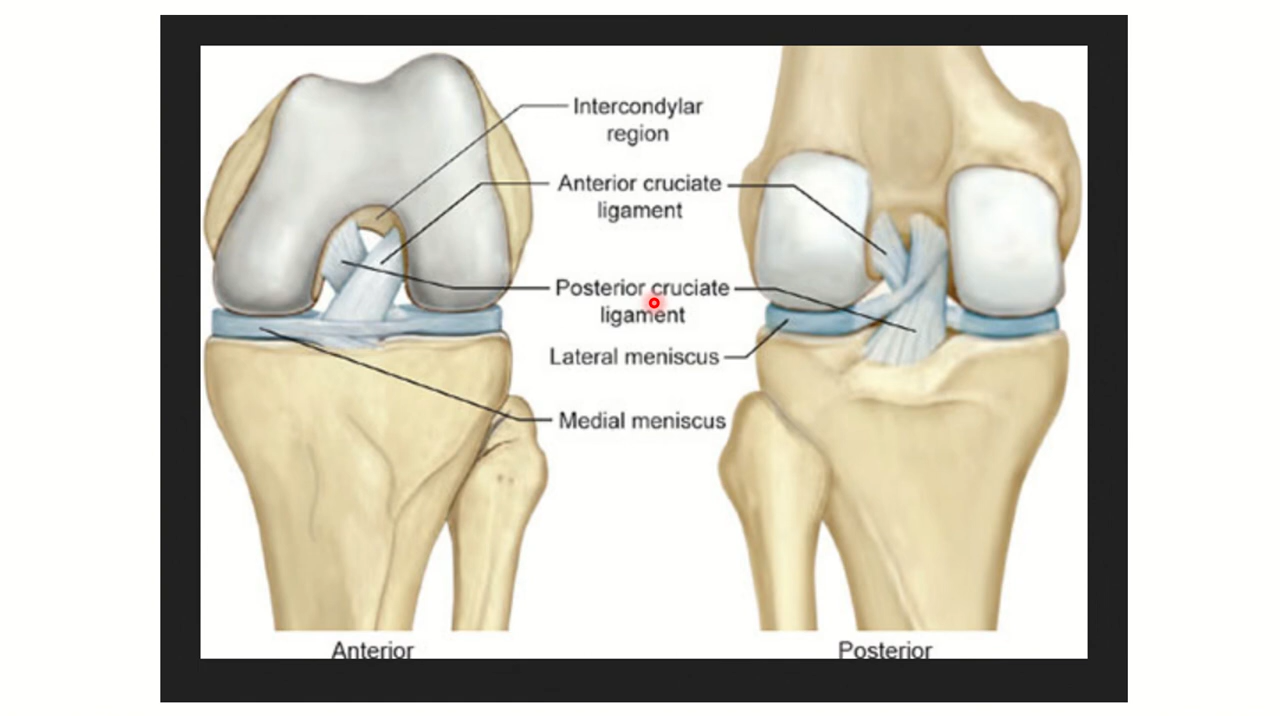 Intercondylar
region
Anterior cruciate
ligament
Posterior cruciate
ligament
Lateral meniscus
Medial meniscus
Anterior
Posterior